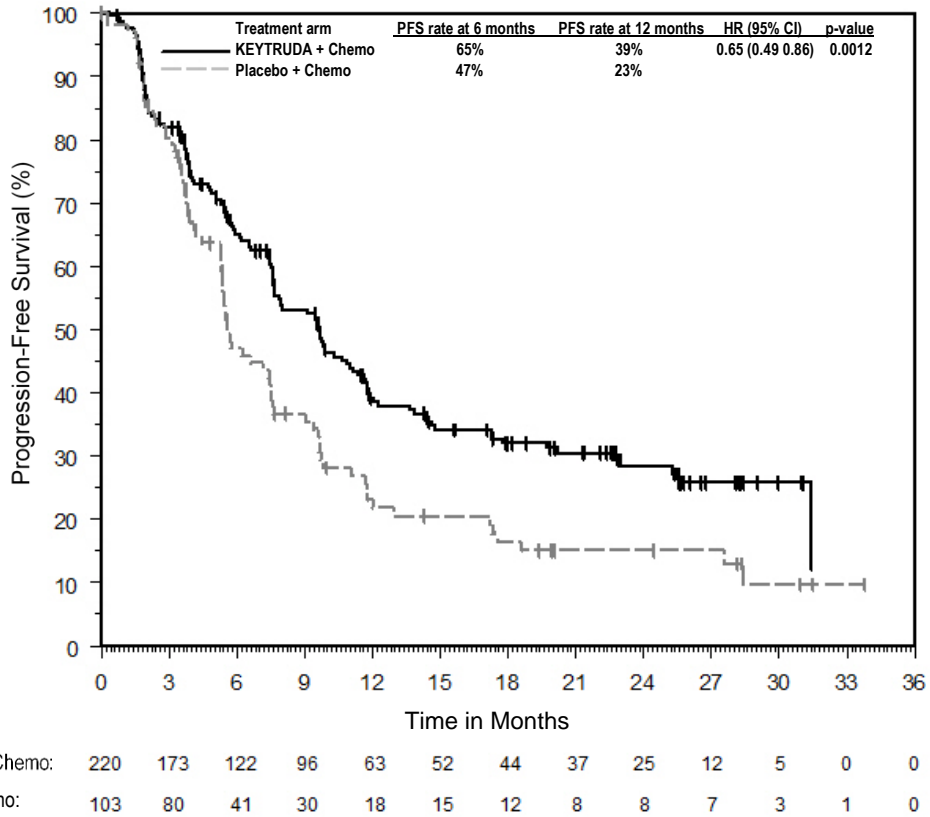 Treatment arm PFS rate at 6 months PFS rate at 12 months HR (95% CI) p-value
KEYTRUDA + Chemo 65% 39% 0.65 (0.49 0.86) 0.0012
Placebo + Chemo 47% 23%
100
90
80
70
60
50
40
30
20
10
0
Progression-Free Survival (%)
0 3 6 9 12 15 18 21 24 27 30 33 36
Time in Months
Chemo: 220 173 122 96 63 52 44 37 25 12 5 0 0
no: 103 80 41 30 18 15 12 8 8 7 3 1 0